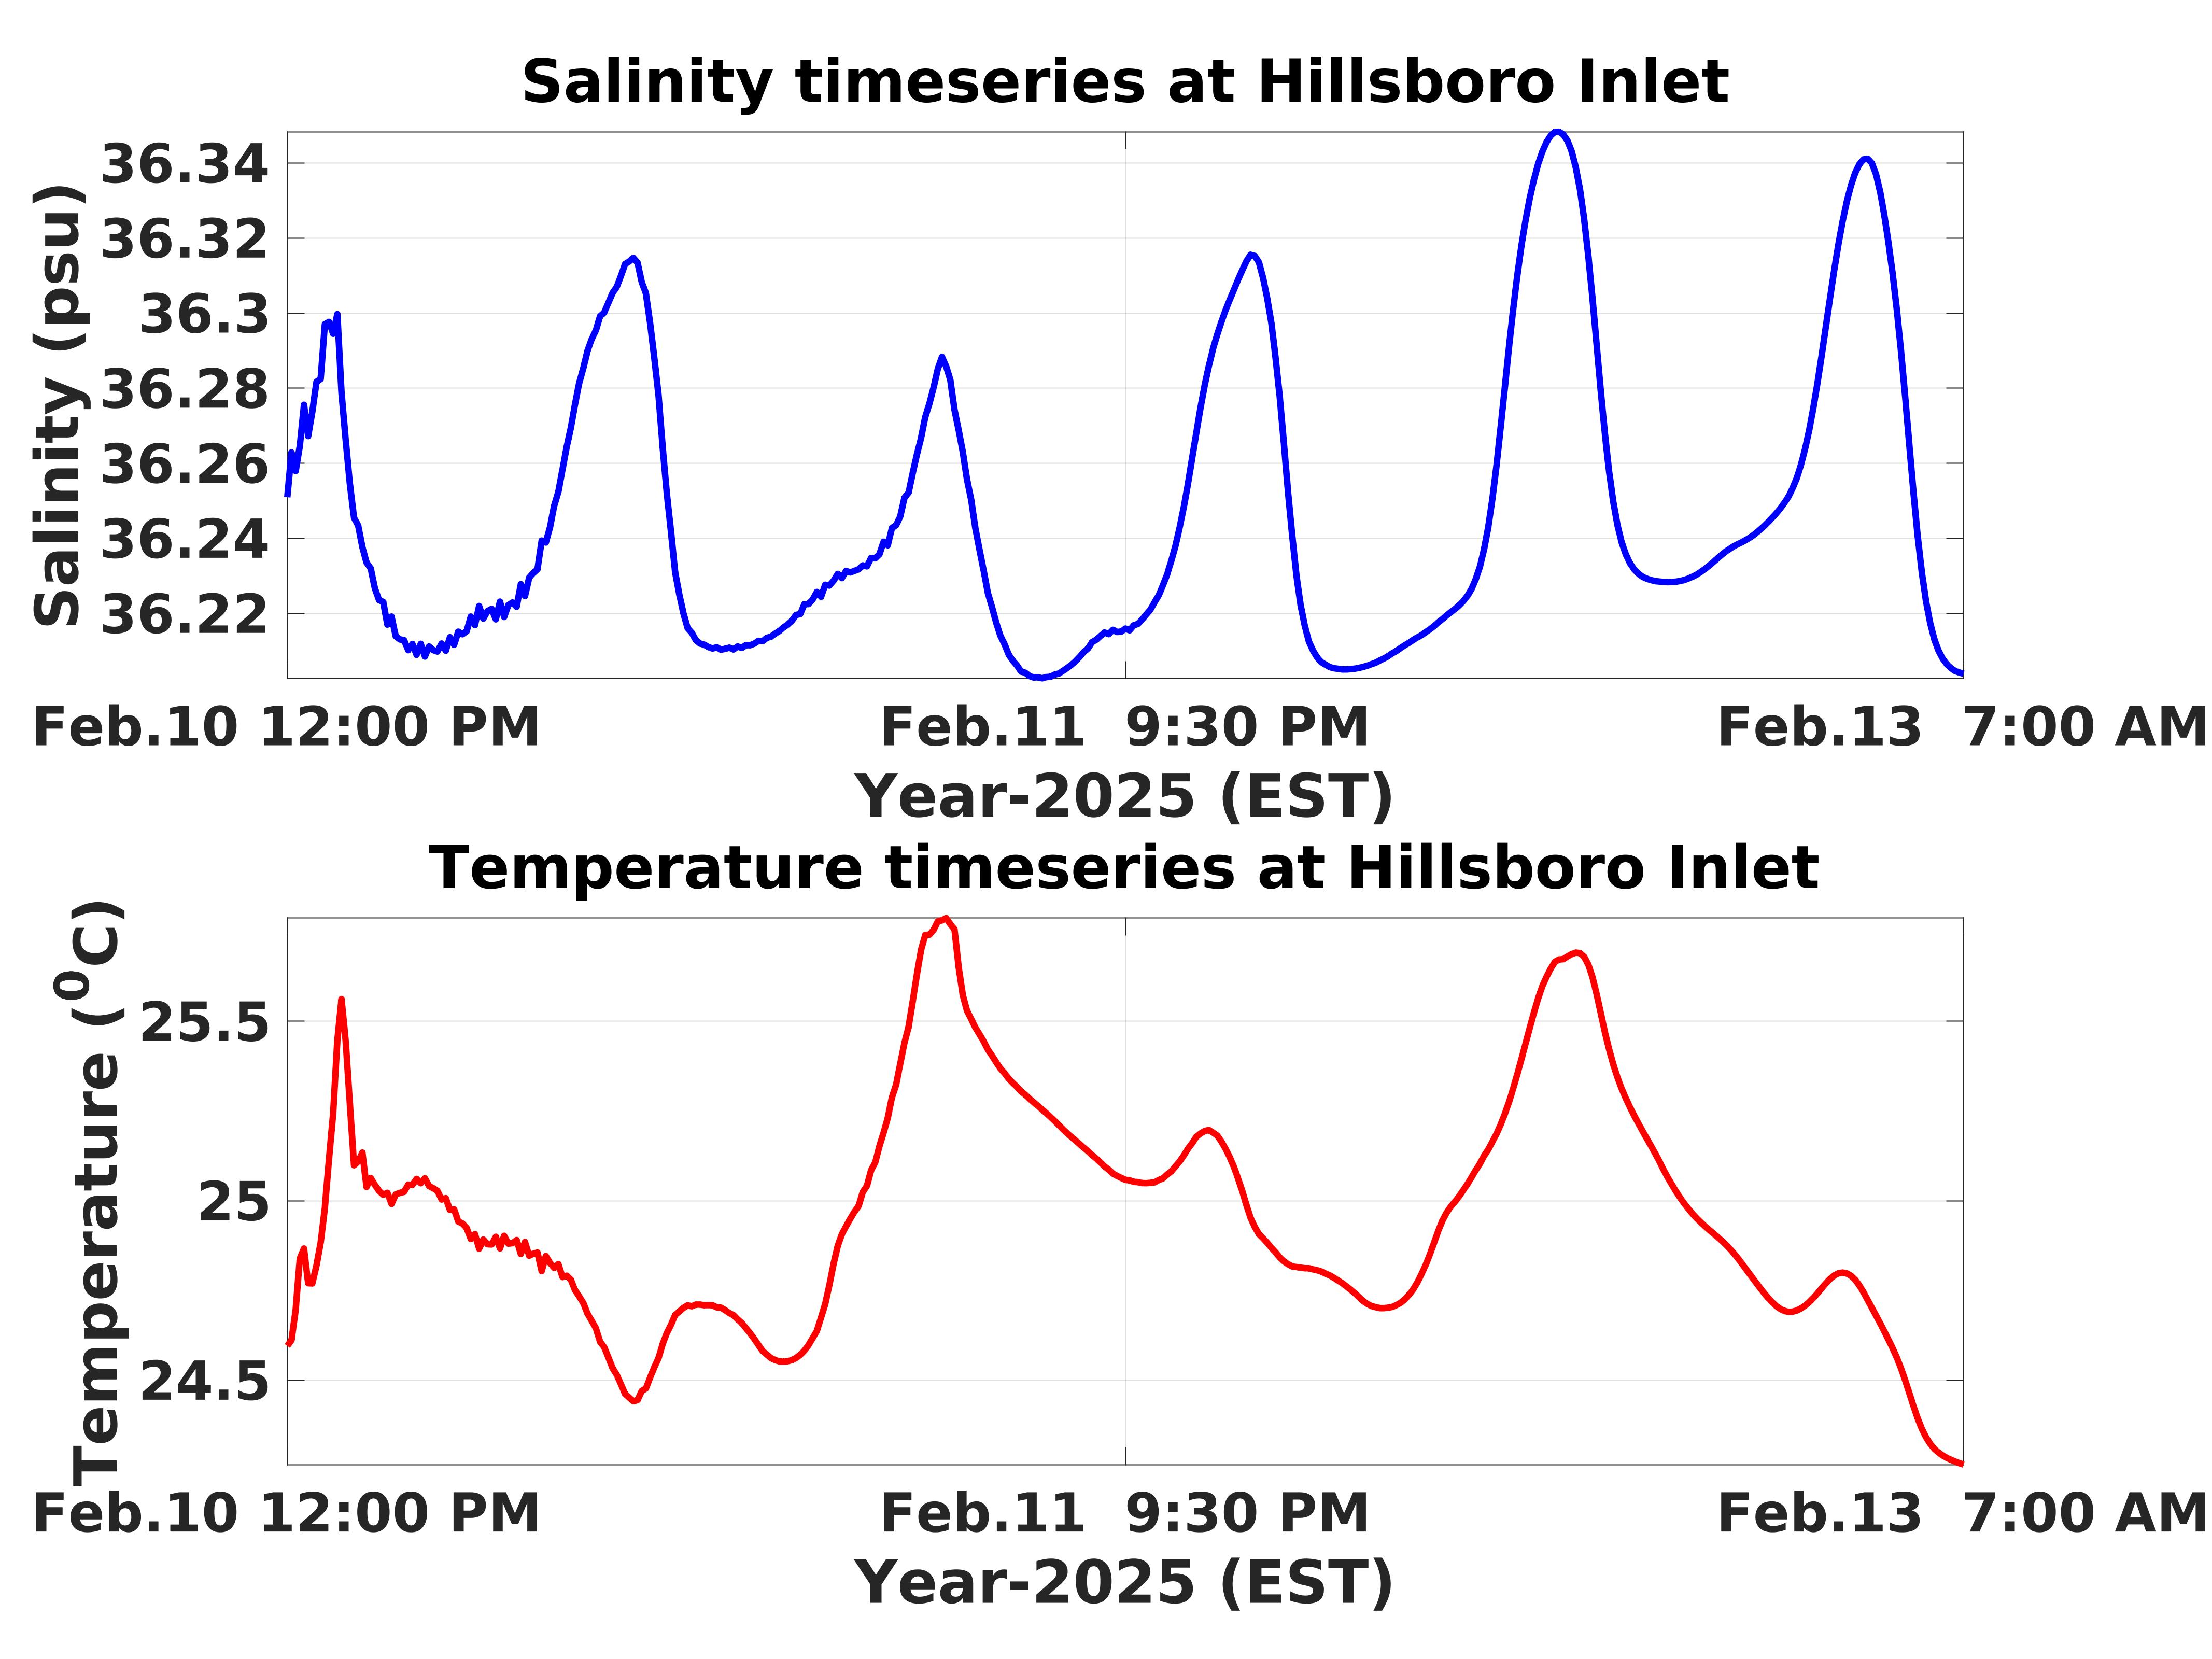 Salinity timeseries at Hillsboro Inlet
Salinity (psu)
36.34
36.32
36.3
36.28
36.26
36.24
36.22
Feb.10 12:00 PM
Feb.11  9:30 PM
Feb.13  7:00 AM
Year-2025 (EST)
Temperature timeseries at Hillsboro Inlet
Temperature (⁰C)
25.5
25
24.5
Feb.10 12:00 PM
Feb.11  9:30 PM
Feb.13  7:00 AM
Year-2025 (EST)